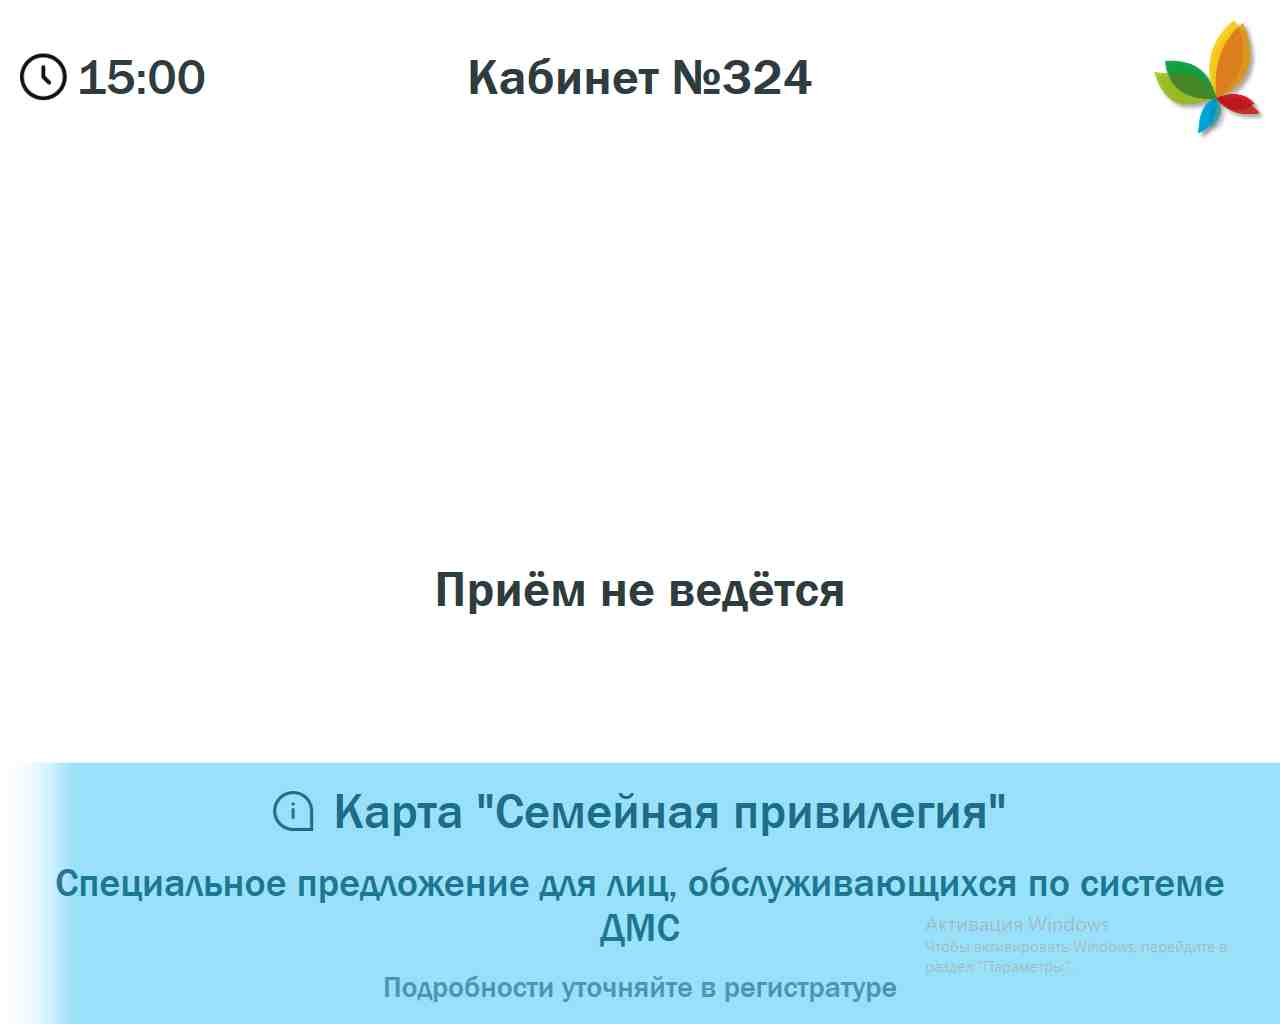 15:00
Кабинет №324
Приём не ведётся
Карта "Семейная привилегия"
Специальное предложение для лиц, обслуживающихся по системе
ДМС
Активация Windows
Чтобы активировать Windows, перейдите в
раздел "Параметры".
Подробности уточняйте в регистратуре